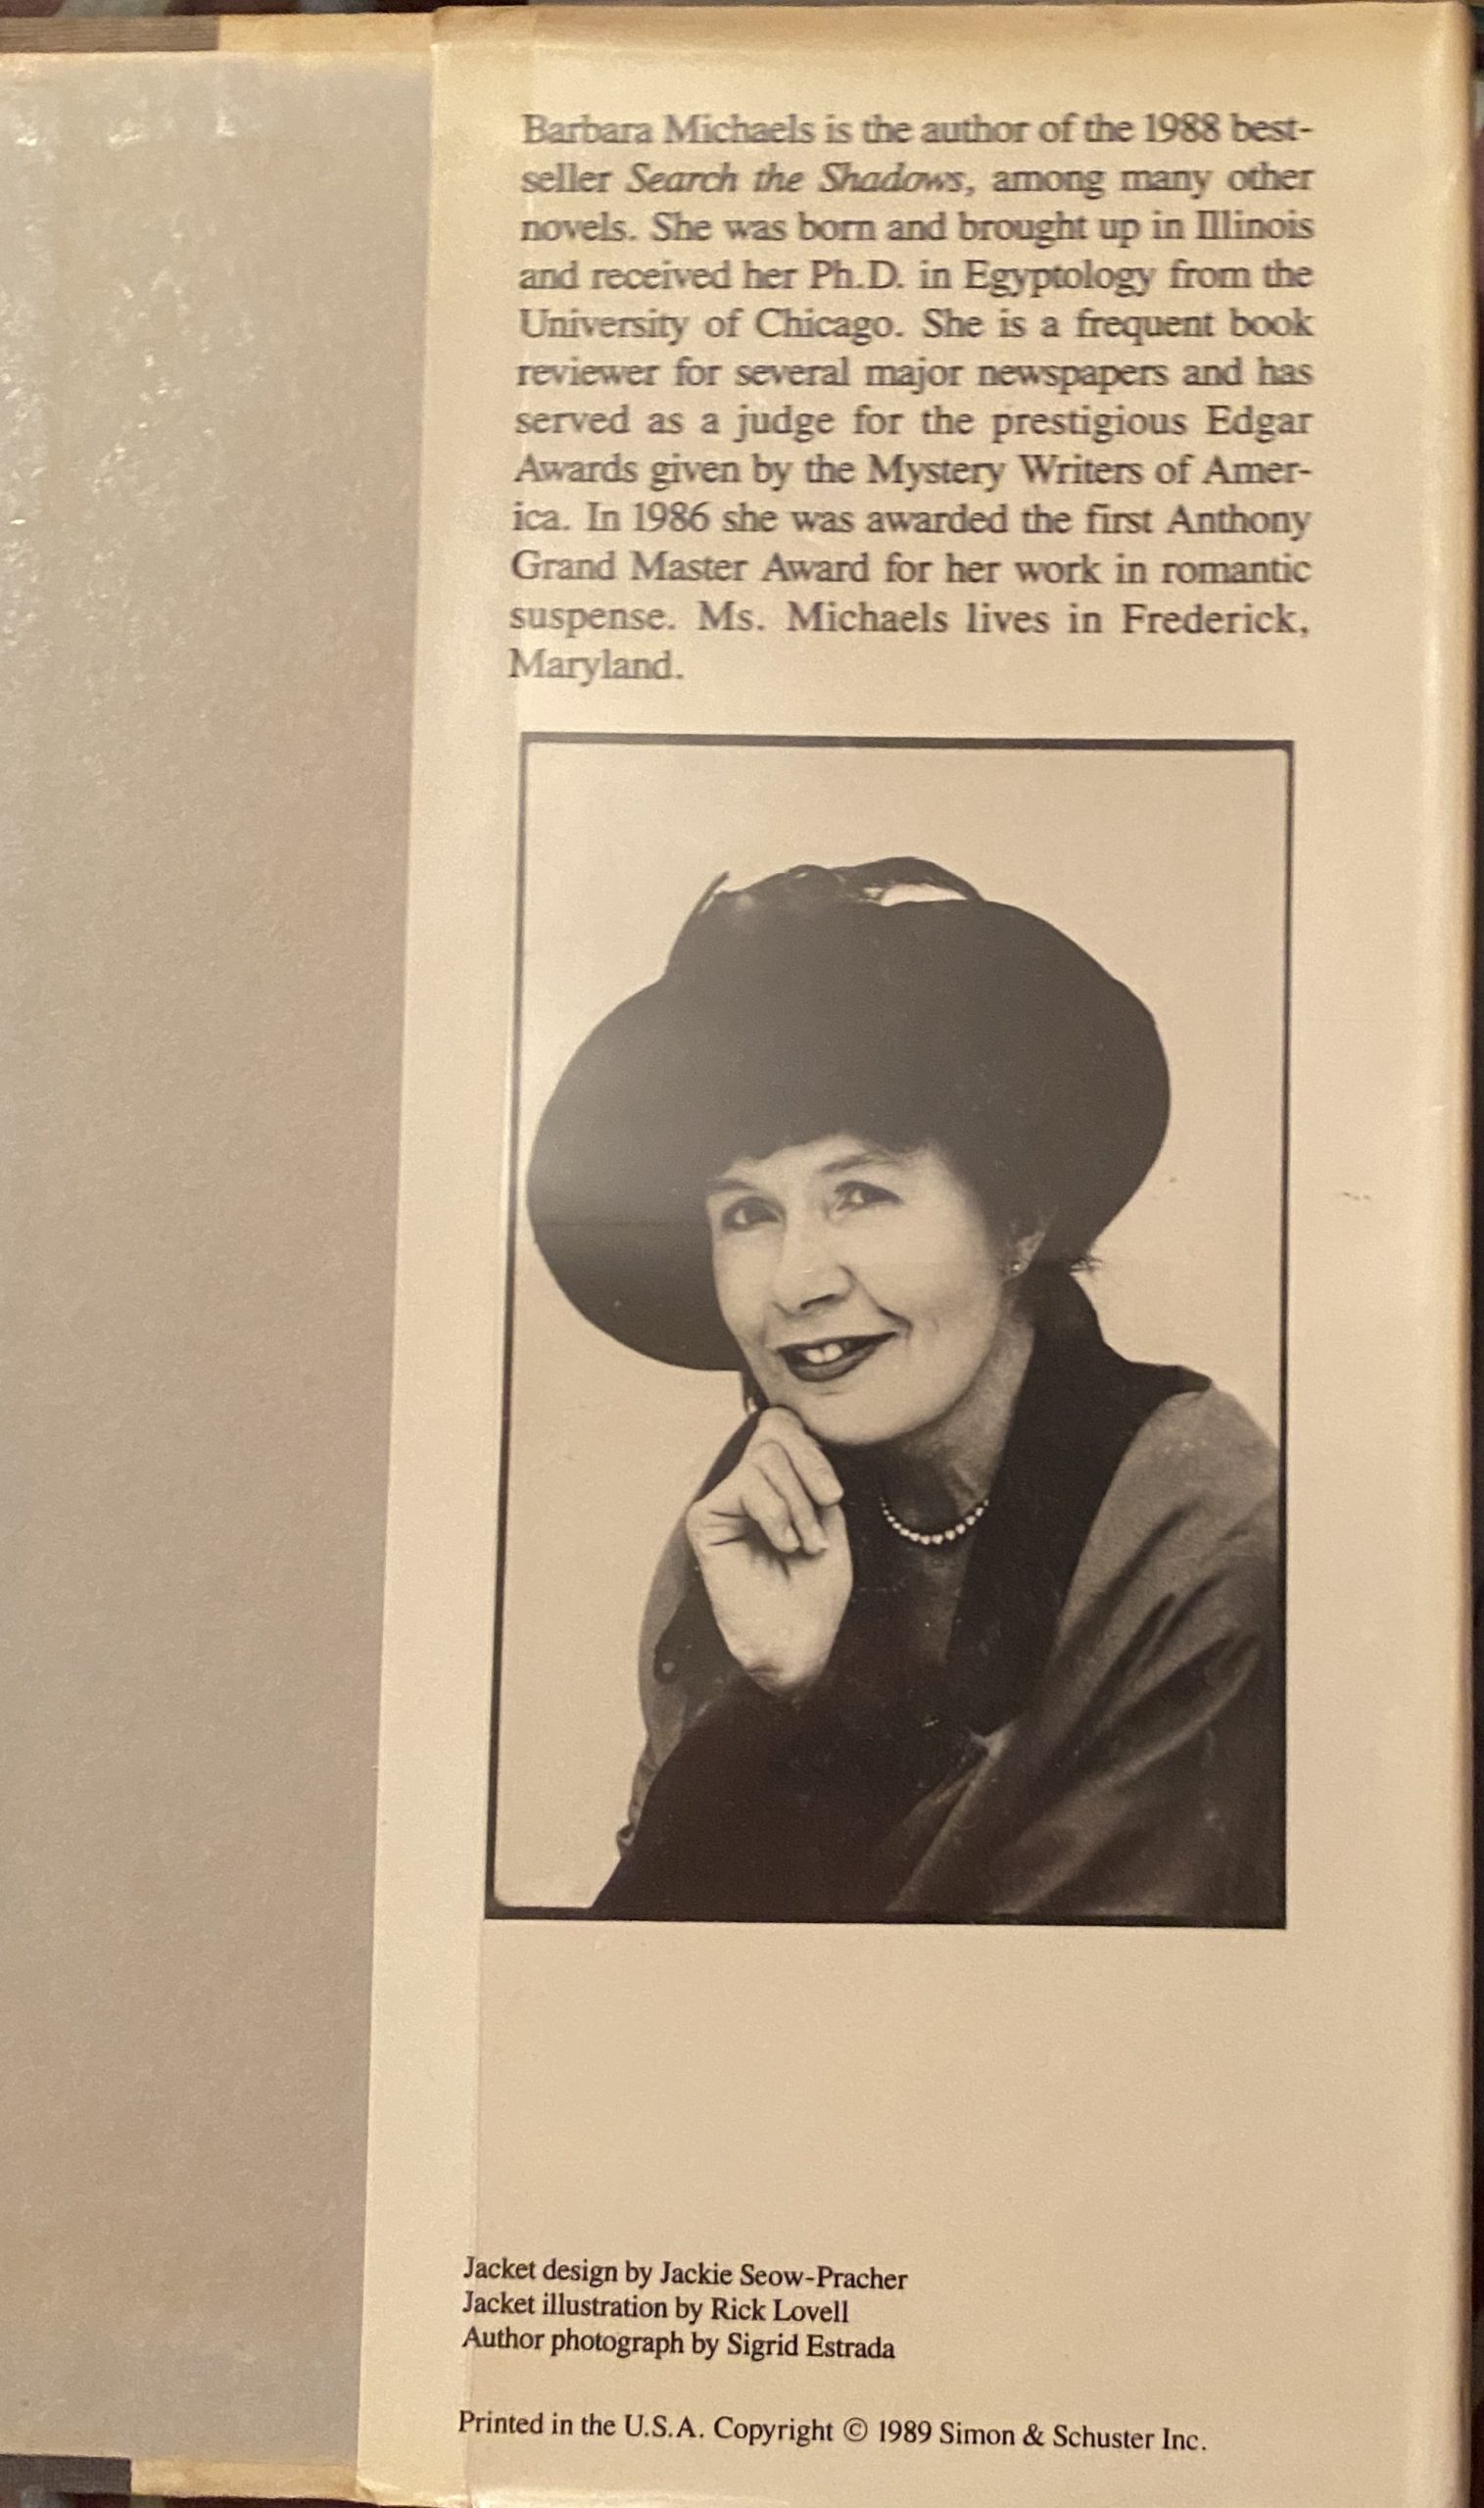 Barbara Michaels is the author of the 1988 best-
seller Search the Shadows, among many other
novels. She was born and brought up in Illinois
and received her Ph.D. in Egyptology from the
University of Chicago. She is a frequent book
reviewer for several major newspapers and has
served as a judge for the prestigious Edgar
Awards given by the Mystery Writers of Amer-
ica. In 1986 she was awarded the first Anthony
Grand Master Award for her work in romantic
suspense. Ms. Michaels lives in Frederick,
Maryland.
Jacket design by Jackie Seow-Pracher
Jacket illustration by Rick Lovell
Author photograph by Sigrid Estrada
Printed in the U.S.A. Copyright © 1989 Simon & Schuster Inc.